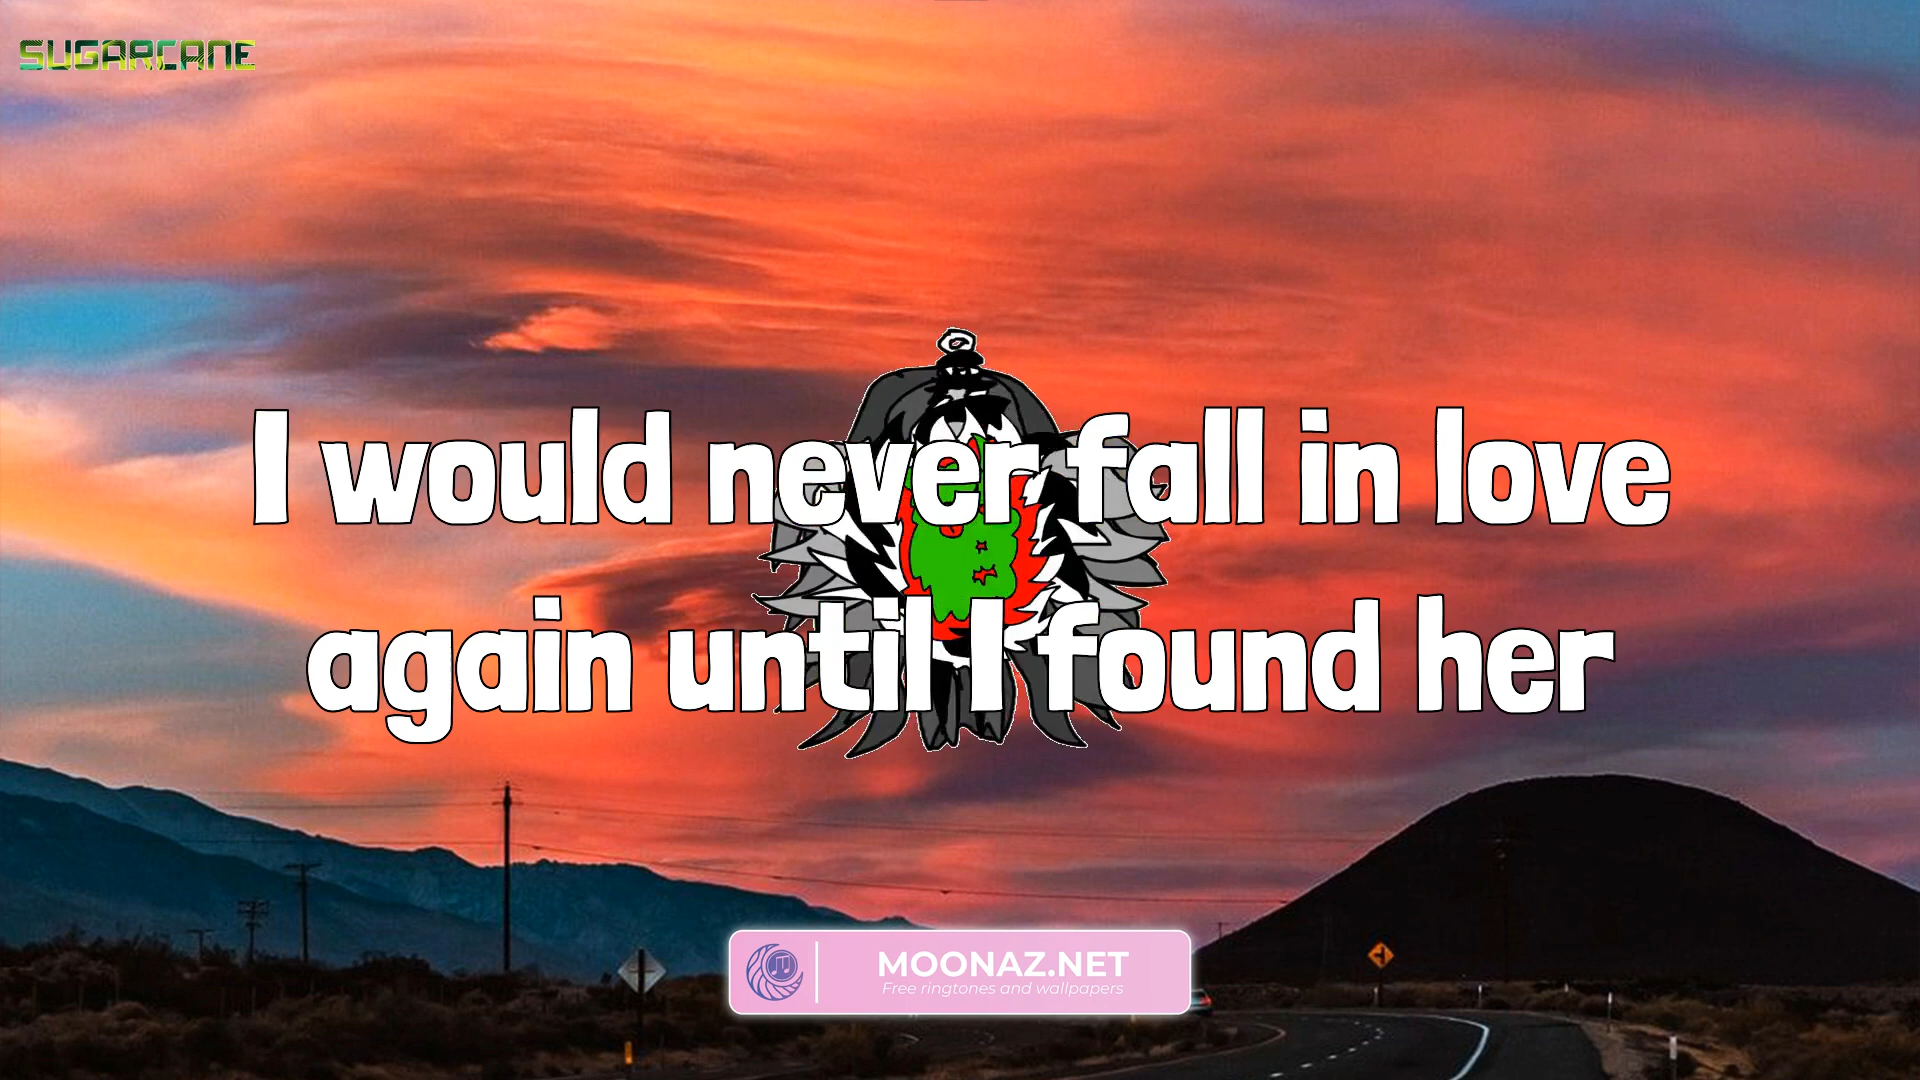 SUGARCANE
I would never fall in love
again until I found her
MOONAZ.NET
Free ringtones and wallpapers